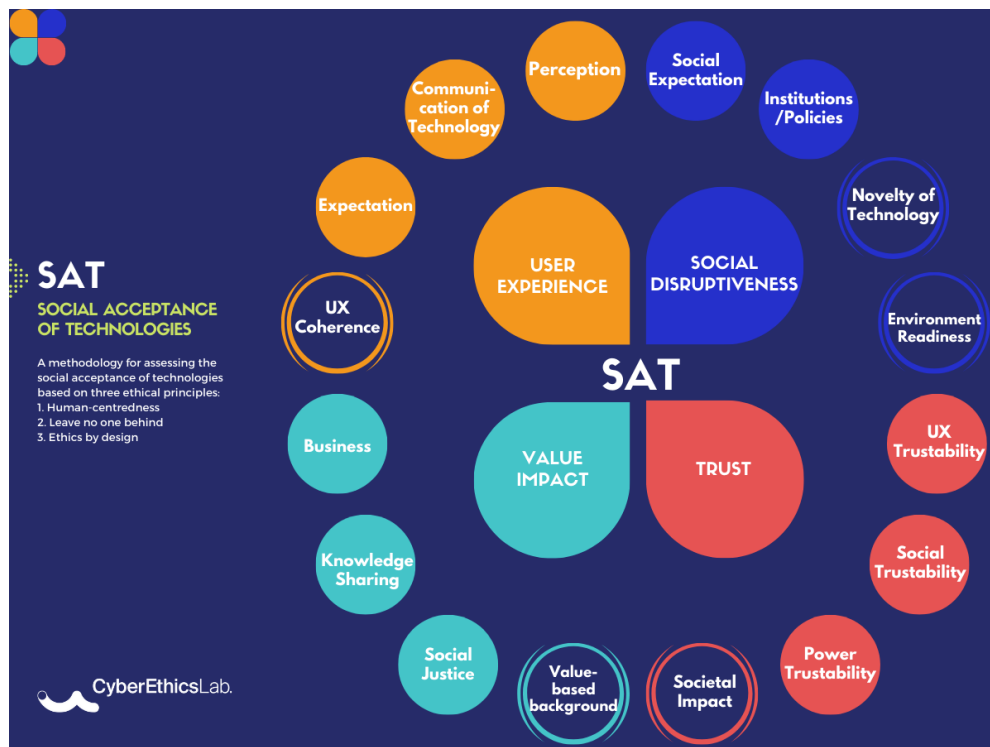 SAT
SOCIAL ACCEPTANCE
OF TECHNOLOGIES
A methodology for assessing the
social acceptance of technologies
based on three ethical principles:
1. Human-centredness
2. Leave no one behind
3. Ethics by design
CyberEthicsLab.
Perception
Social
Expectation
Communi-
cation of
Technology
Institutions
/Policies
Expectation
Novelty of
Technology
USER
EXPERIENCE
SOCIAL
DISRUPTIVENESS
UX
Coherence
Environment
Readiness
SAT
Business
VALUE
IMPACT
TRUST
UX
Trustability
Knowledge
Sharing
Social
Trustability
Social
Justice
Value-
based
background
Societal
Impact
Power
Trustability